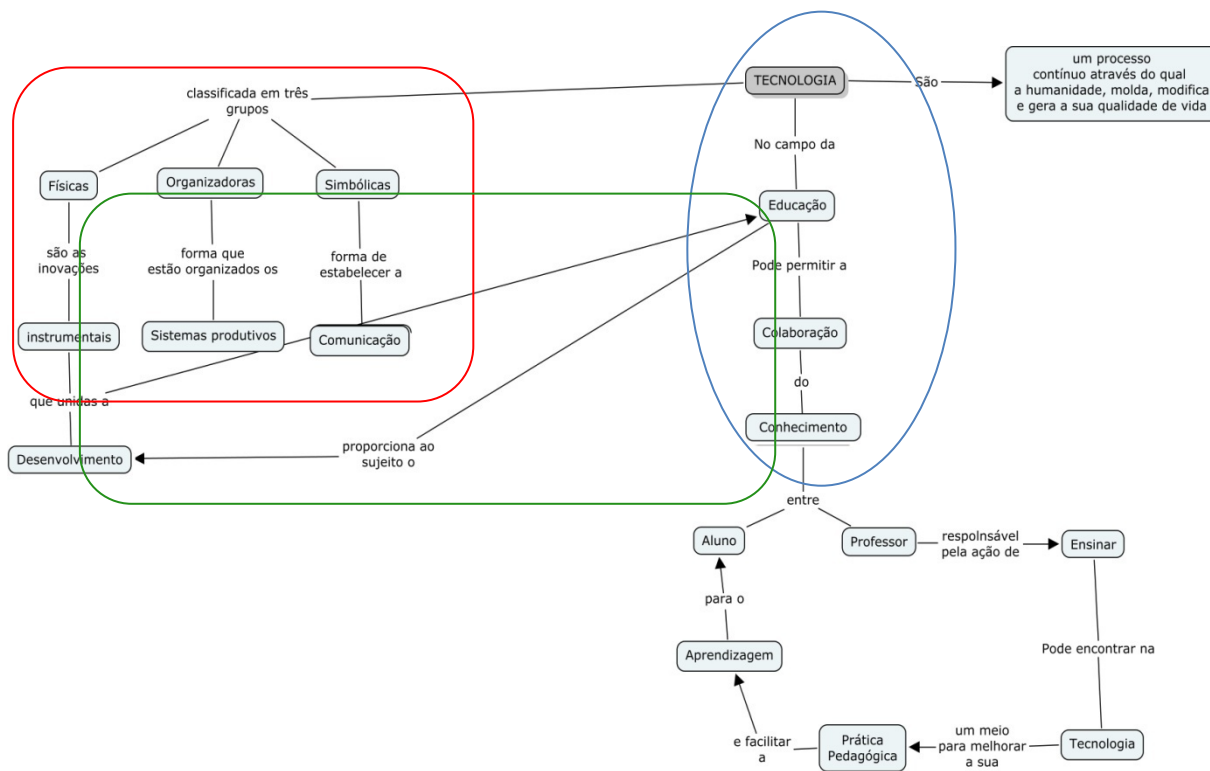 TECNOLOGIA
São
um processo
contínuo através do qual
a humanidade, molda, modifica
e gera a sua qualidade de vida
classificada em três
grupos
Físicas
Organizadoras
Simbólicas
são as
inovações
forma que
estão organizados os
forma de
estabelecer a
instrumentais
Sistemas produtivos
Comunicação
que unidas a
Desenvolvimento
proporciona ao
sujeito o
No campo da
Educação
Pode permitir a
Colaboração
do
Conhecimento
entre
Aluno
Professor
respolnsável
pela ação de
Ensinar
Pode encontrar na
Tecnologia
um meio
para melhorar
a sua
Prática
Pedagógica
e facilitar
a
Aprendizagem
para o